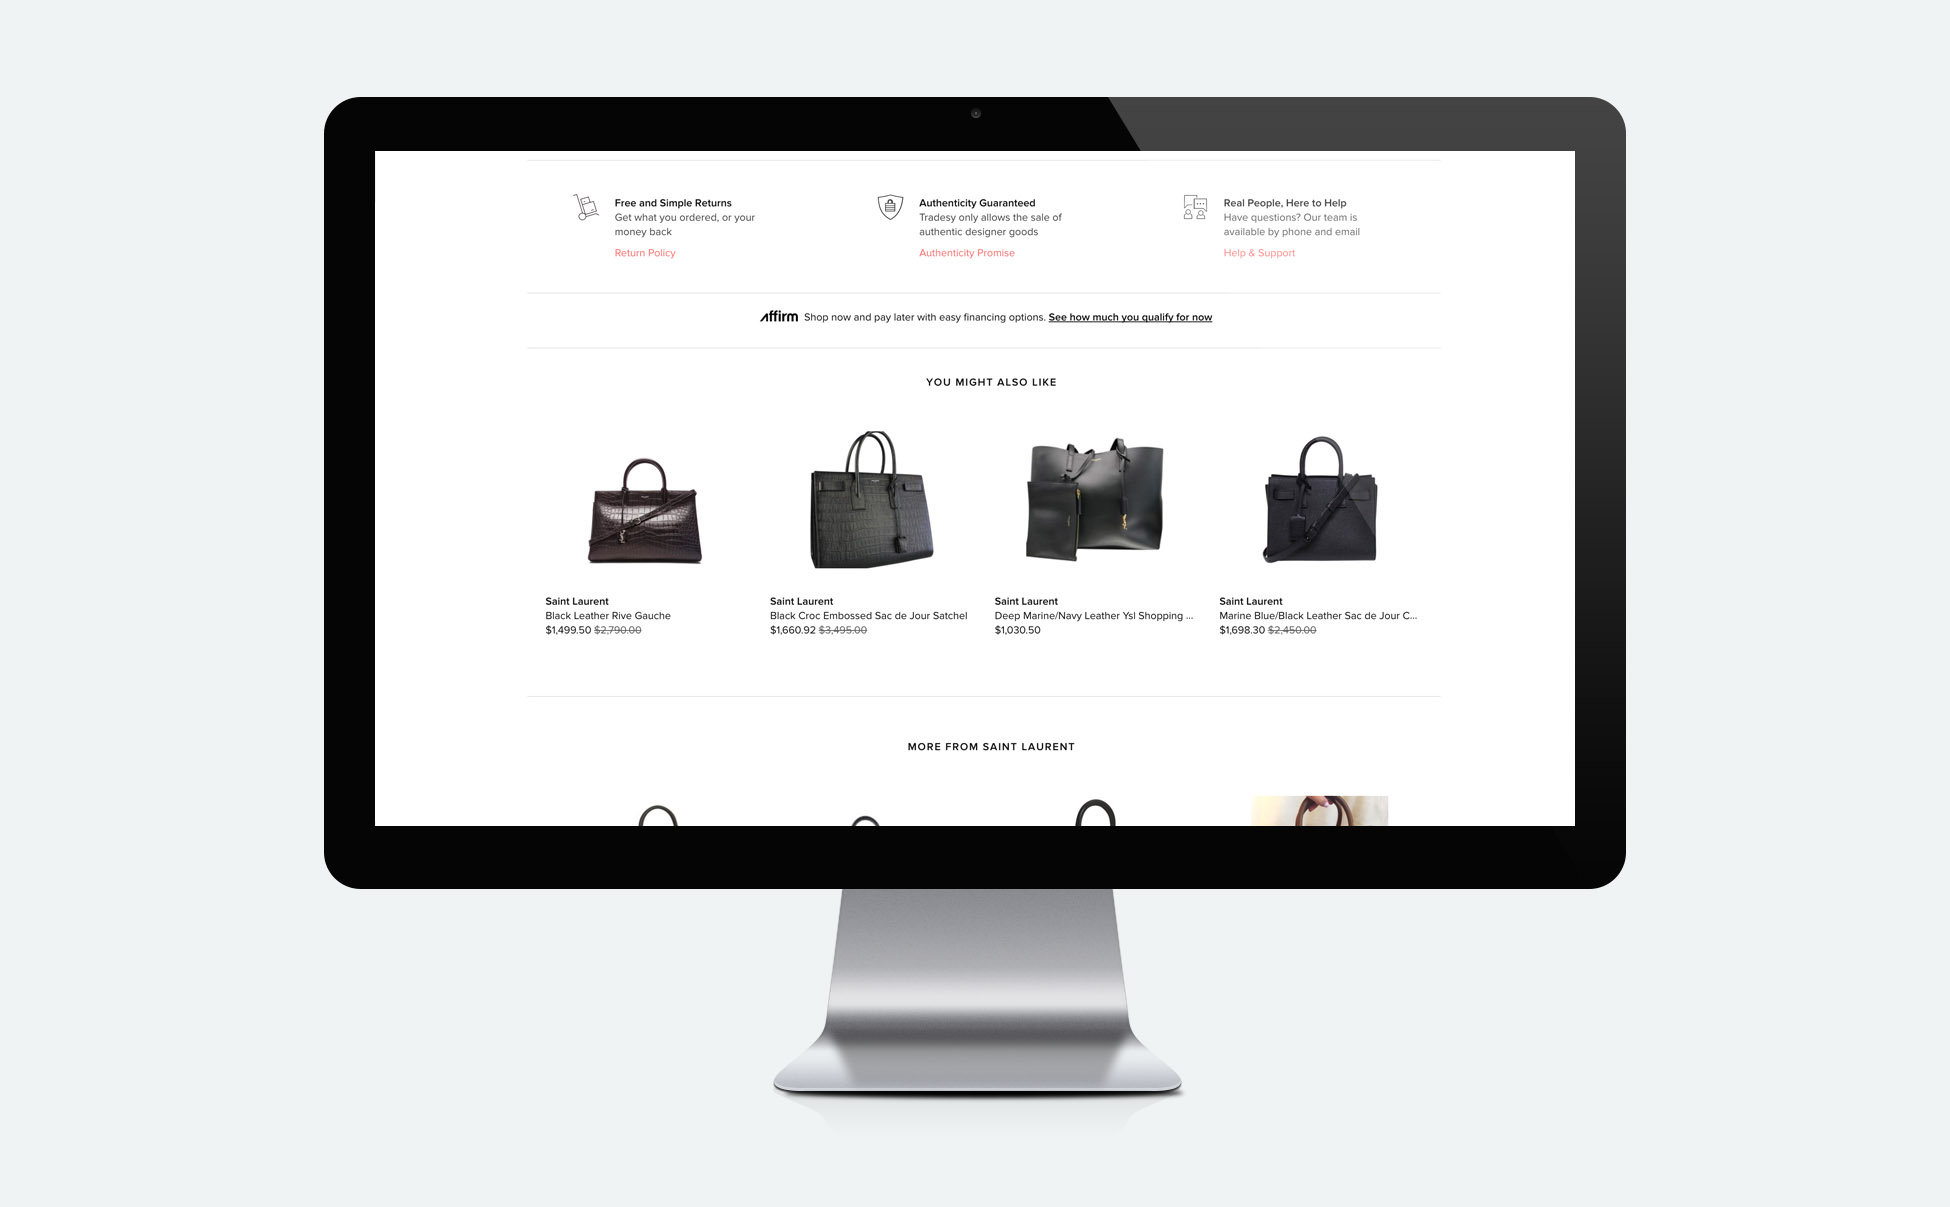 Free and Simple Returns
Get what you ordered, or your
money back
Return Policy
Authenticity Guaranteed
Tradesy only allows the sale of
authentic designer goods
Authenticity Promise
Real People, Here to Help
Have questions? Our team is
available by phone and email
Help & Support
affirm Shop now and pay later with easy financing options. See how much you qualify for now
YOU MIGHT ALSO LIKE
Saint Laurent
Black Leather Rive Gauche
$1,499.50 $2,790.00
Saint Laurent
Black Croc Embossed Sac de Jour Satchel
$1,660.92 $3,495.00
Saint Laurent
Deep Marine/Navy Leather Ysl Shopping ...
$1,030.50
Saint Laurent
Marine Blue/Black Leather Sac de Jour C...
$1,698.30 $2,450.00
MORE FROM SAINT LAURENT